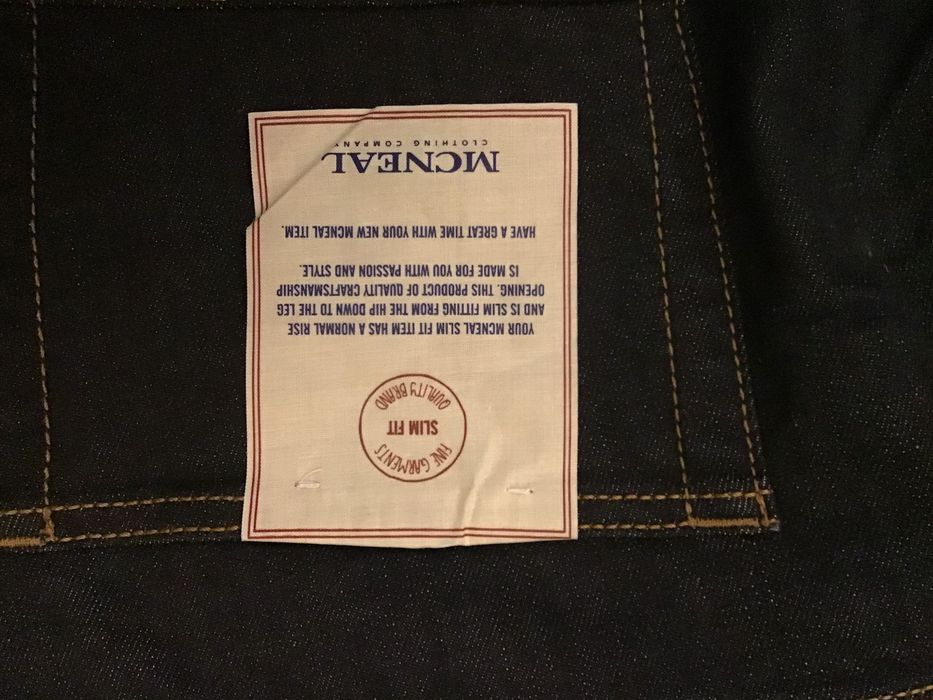 FINE GARMENTS
SLIM FIT
QUALITY BRAND
YOUR MCNEAL SLIM FIT ITEM HAS A NORMAL RISE
AND IS SLIM FITTING FROM THE HIP DOWN TO THE LEG
OPENING. THIS PRODUCT OF QUALITY CRAFTSMANSHIP
IS MADE FOR YOU WITH PASSION AND STYLE.
HAVE A GREAT TIME WITH YOUR NEW MCNEAL ITEM.
MCNEAL
CLOTHING COMPANY